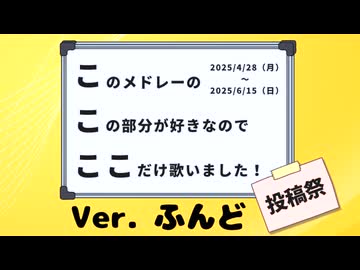 このメドレーの
2025/4/28（月）
～
2025/6/15（日）
この部分が好きなので
ここだけ歌いました！
投稿祭
Ver. ふんど